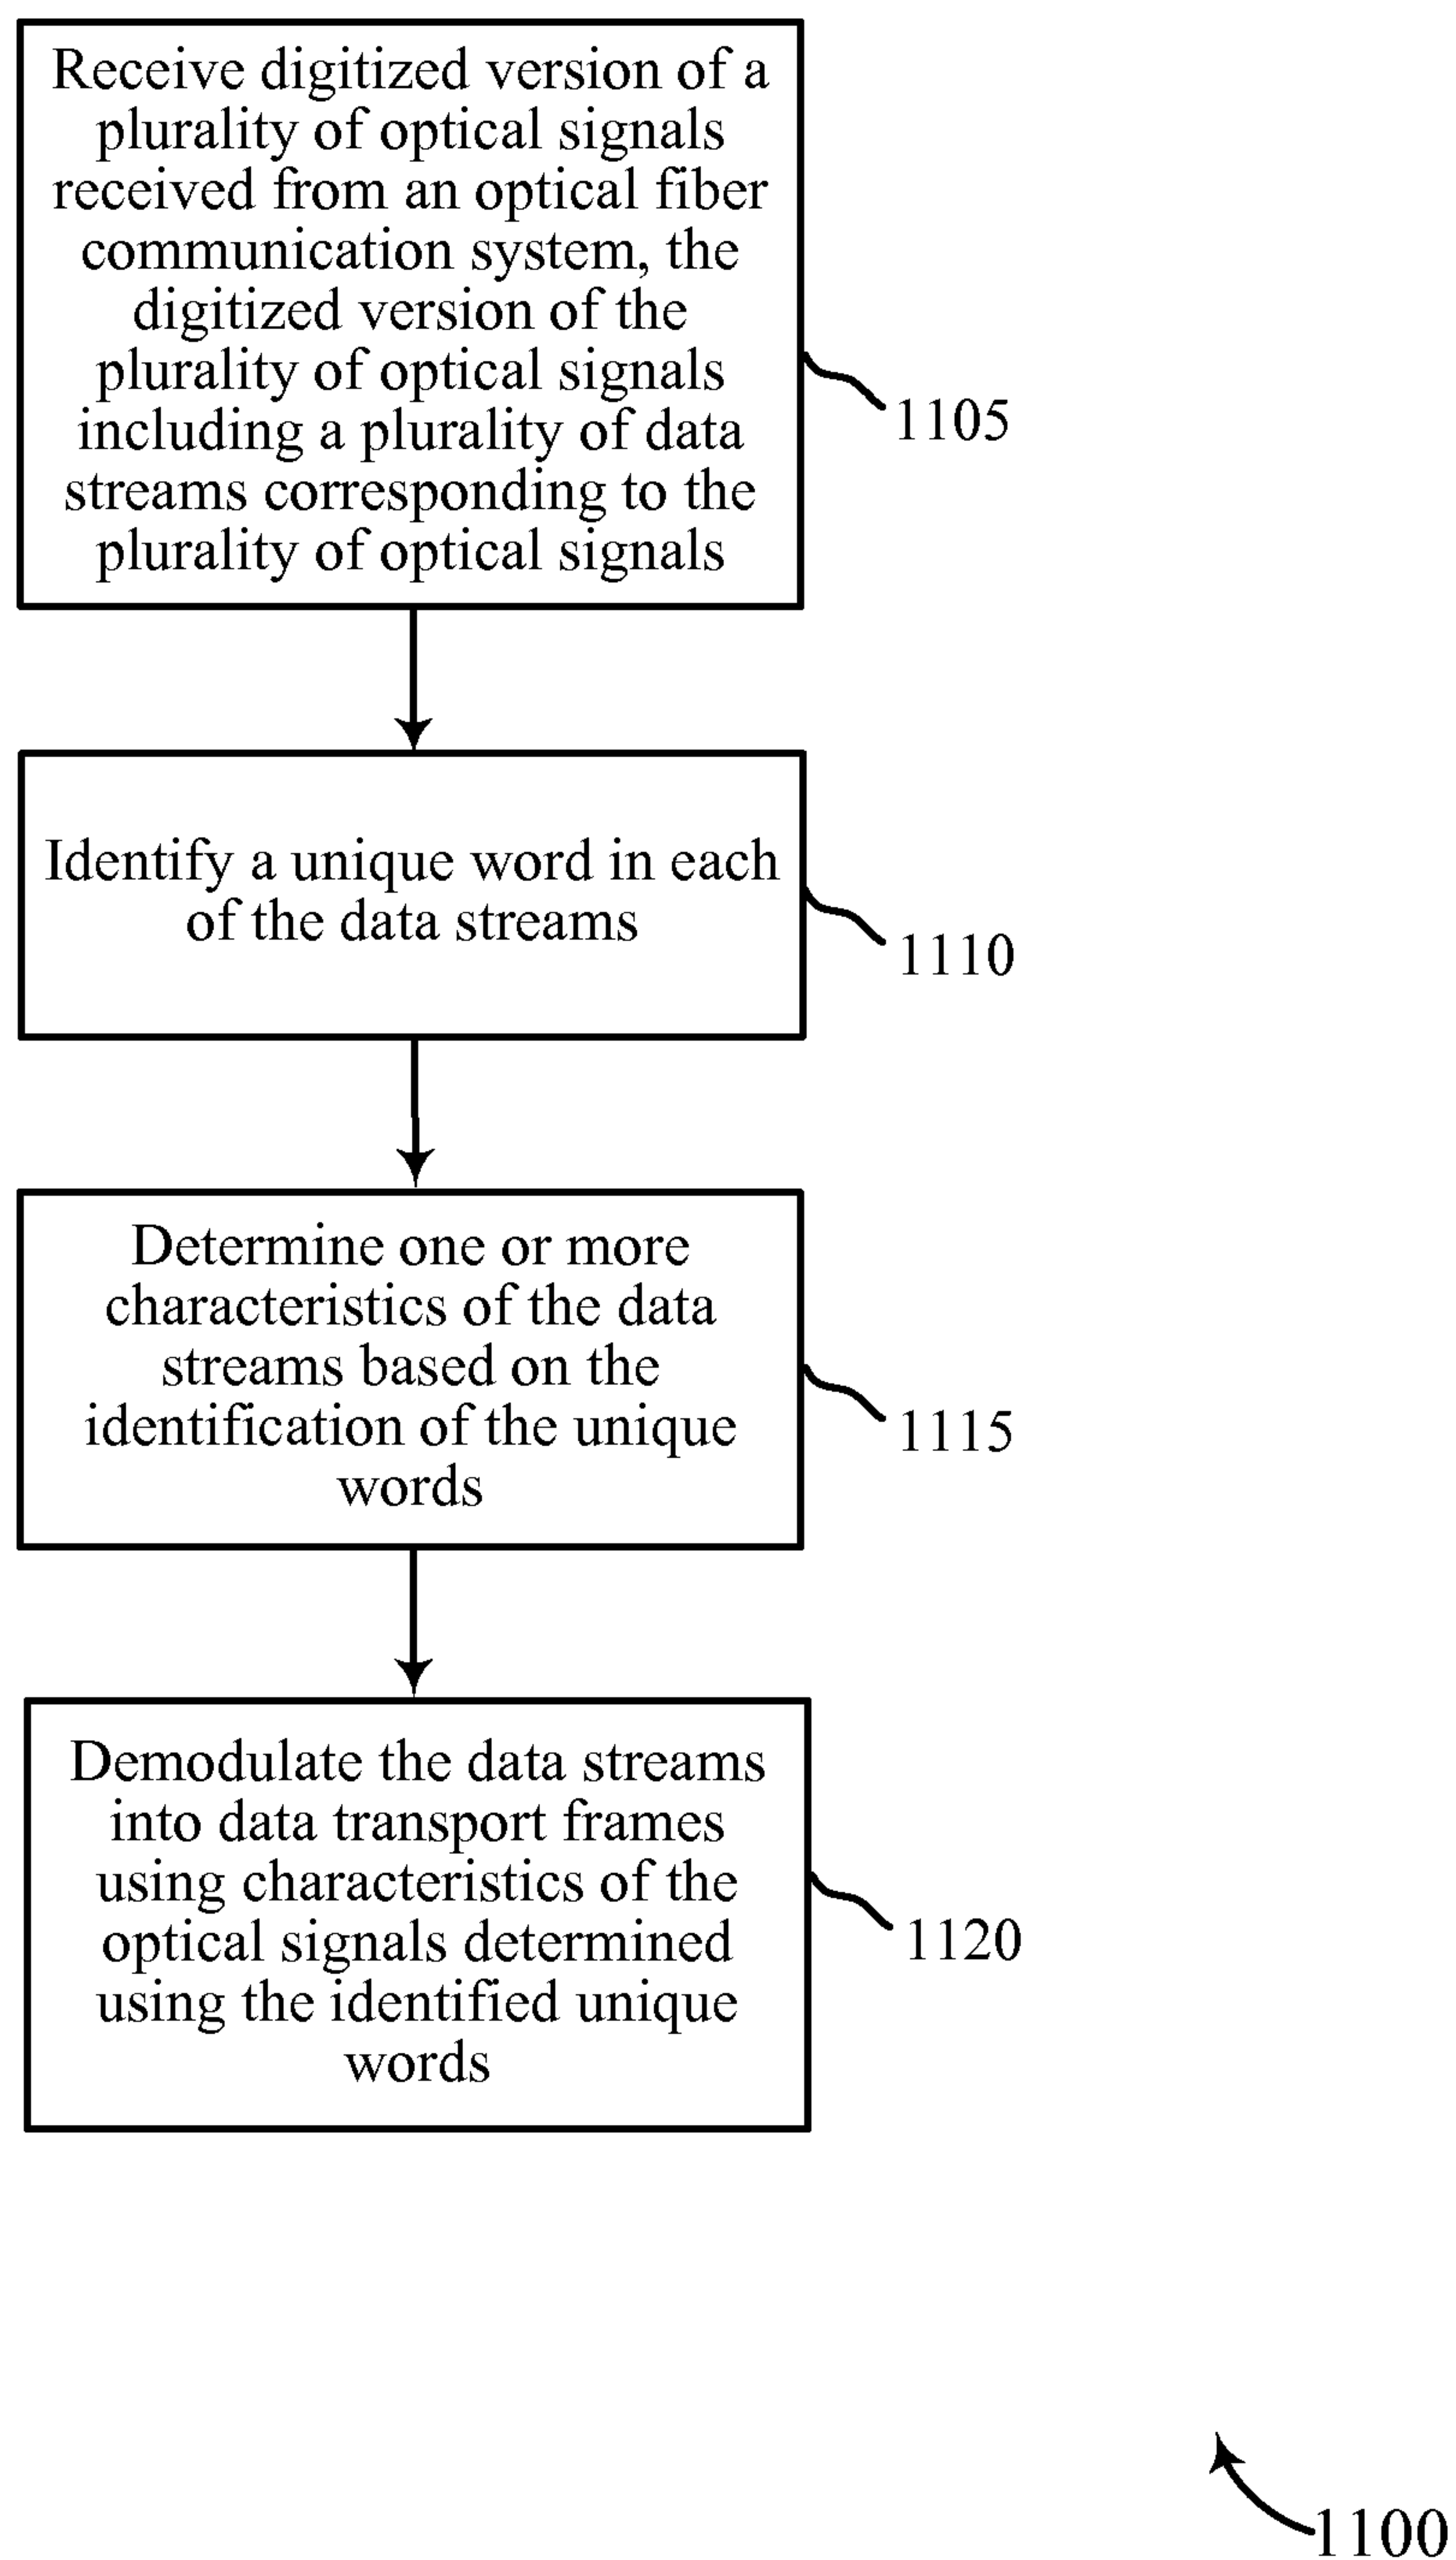 Receive digitized version of a
plurality of optical signals
received from an optical fiber
communication system, the
digitized version of the
plurality of optical signals
including a plurality of data
streams corresponding to the
plurality of optical signals
1105
Identify a unique word in each
of the data streams
1110
Determine one or more
characteristics of the data
streams based on the
identification of the unique
words
1115
Demodulate the data streams
into data transport frames
using characteristics of the
optical signals determined
using the identified unique
words
1120
1100